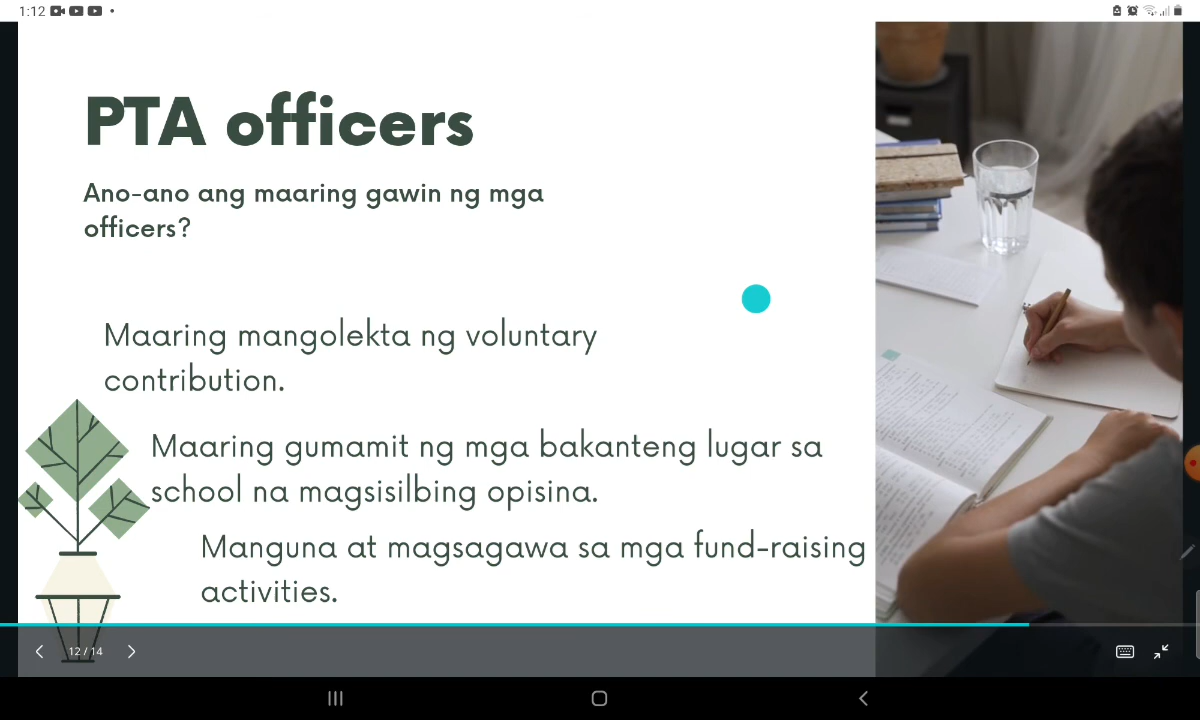 1:12
PTA officers
Ano-ano ang maaring gawin ng mga
officers?
Maaring mangolekta ng voluntary
contribution.
Maaring gumamit ng mga bakanteng lugar sa
school na magsisilbing opisina.
Manguna at magsagawa sa mga fund-raising
activities.
12 / 14